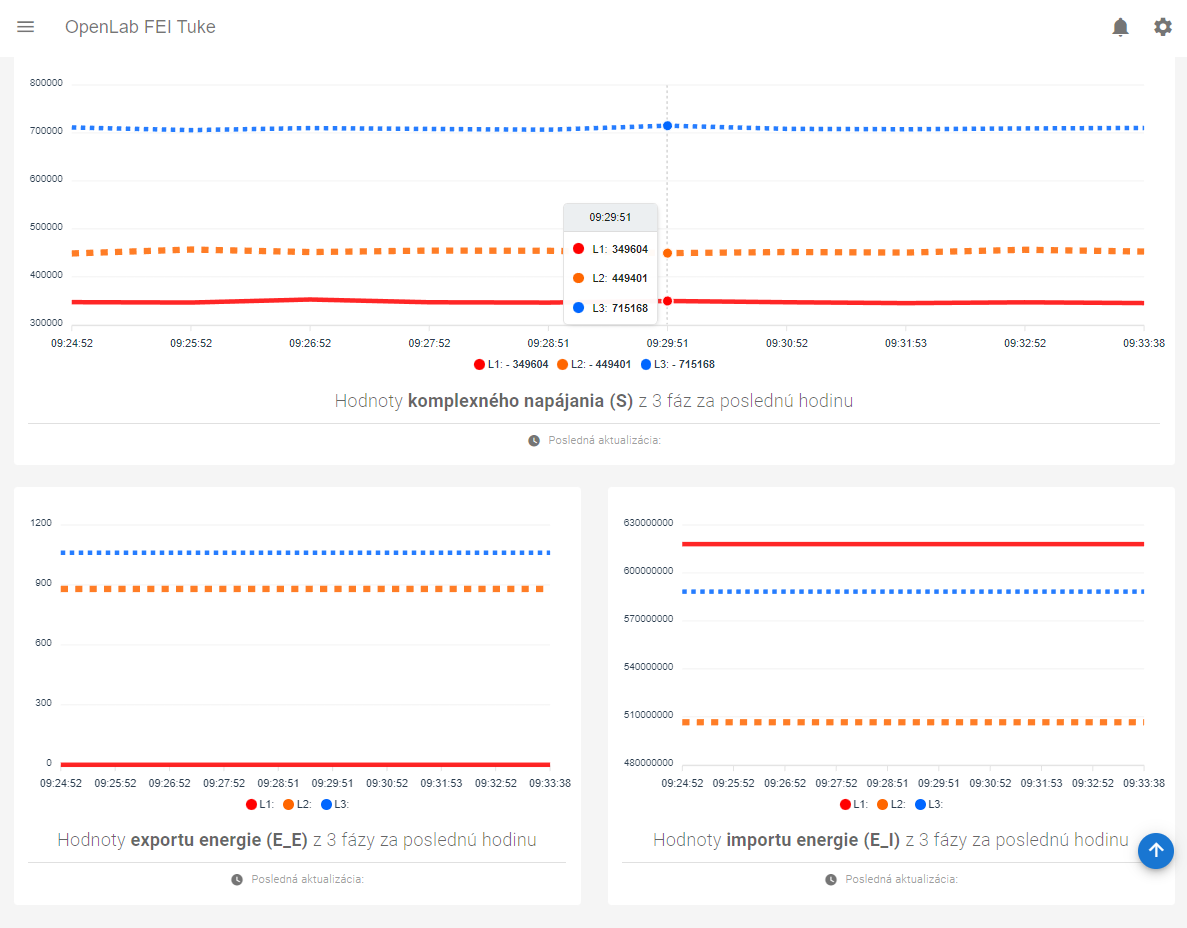 OpenLab FEI Tuke
800000
700000
600000
500000
400000
300000
09:29:51
L1: 349604
L2: 449401
L3: 715168
09:24:52 09:25:52 09:26:52 09:27:52 09:28:51 09:29:51 09:30:52 09:31:53 09:32:52 09:33:38
L1: - 349604 L2: - 449401 L3: - 715168
Hodnoty komplexného napájania (S) z 3 fáz za poslednú hodinu
Posledná aktualizácia:
1200
900
600
300
0
09:24:52 09:25:52 09:26:52 09:27:52 09:28:51 09:29:51 09:30:52 09:31:53 09:32:52 09:33:38
L1: L2: L3:
Hodnoty exportu energie (E_E) z 3 fázy za poslednú hodinu
Posledná aktualizácia:
630000000
600000000
570000000
540000000
510000000
480000000
09:24:52 09:25:52 09:26:52 09:27:52 09:28:51 09:29:51 09:30:52 09:31:53 09:32:52 09:33:38
L1: L2: L3:
Hodnoty importu energie (E_I) z 3 fázy za poslednú hodinu
Posledná aktualizácia: